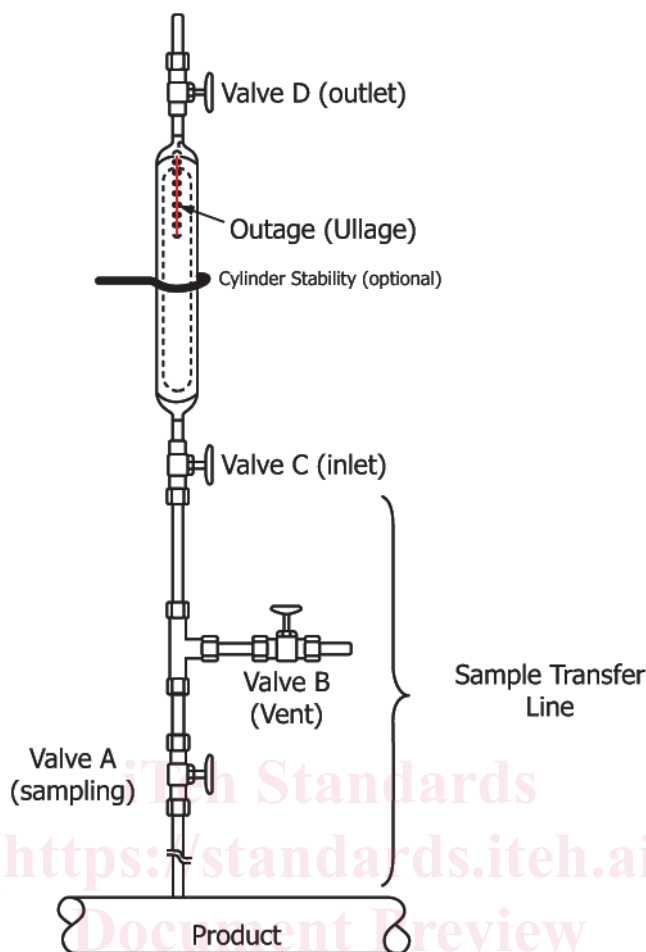 Valve D (outlet)
Outage (Ullage)
Cylinder Stability (optional)
Valve C (inlet)
Valve B
(Vent)
Sample Transfer
Line
Valve A
(sampling)
iTeh Standards
https://standards.iteh.ai
Document Preview
Product